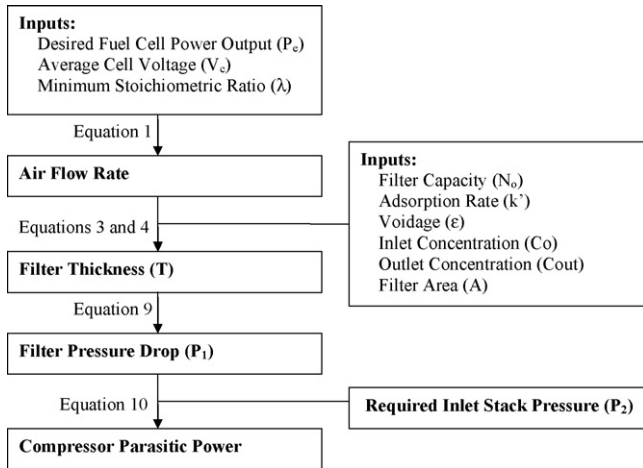 Inputs:
Desired Fuel Cell Power Output (Pe)
Average Cell Voltage (Vc)
Minimum Stoichiometric Ratio (λ)
Equation 1
Air Flow Rate
Inputs:
Filter Capacity (No)
Adsorption Rate (k’)
Voidage (ε)
Inlet Concentration (Co)
Outlet Concentration (Cout)
Filter Area (A)
Equations 3 and 4
Filter Thickness (T)
Equation 9
Filter Pressure Drop (P1)
Equation 10
Required Inlet Stack Pressure (P2)
Compressor Parasitic Power